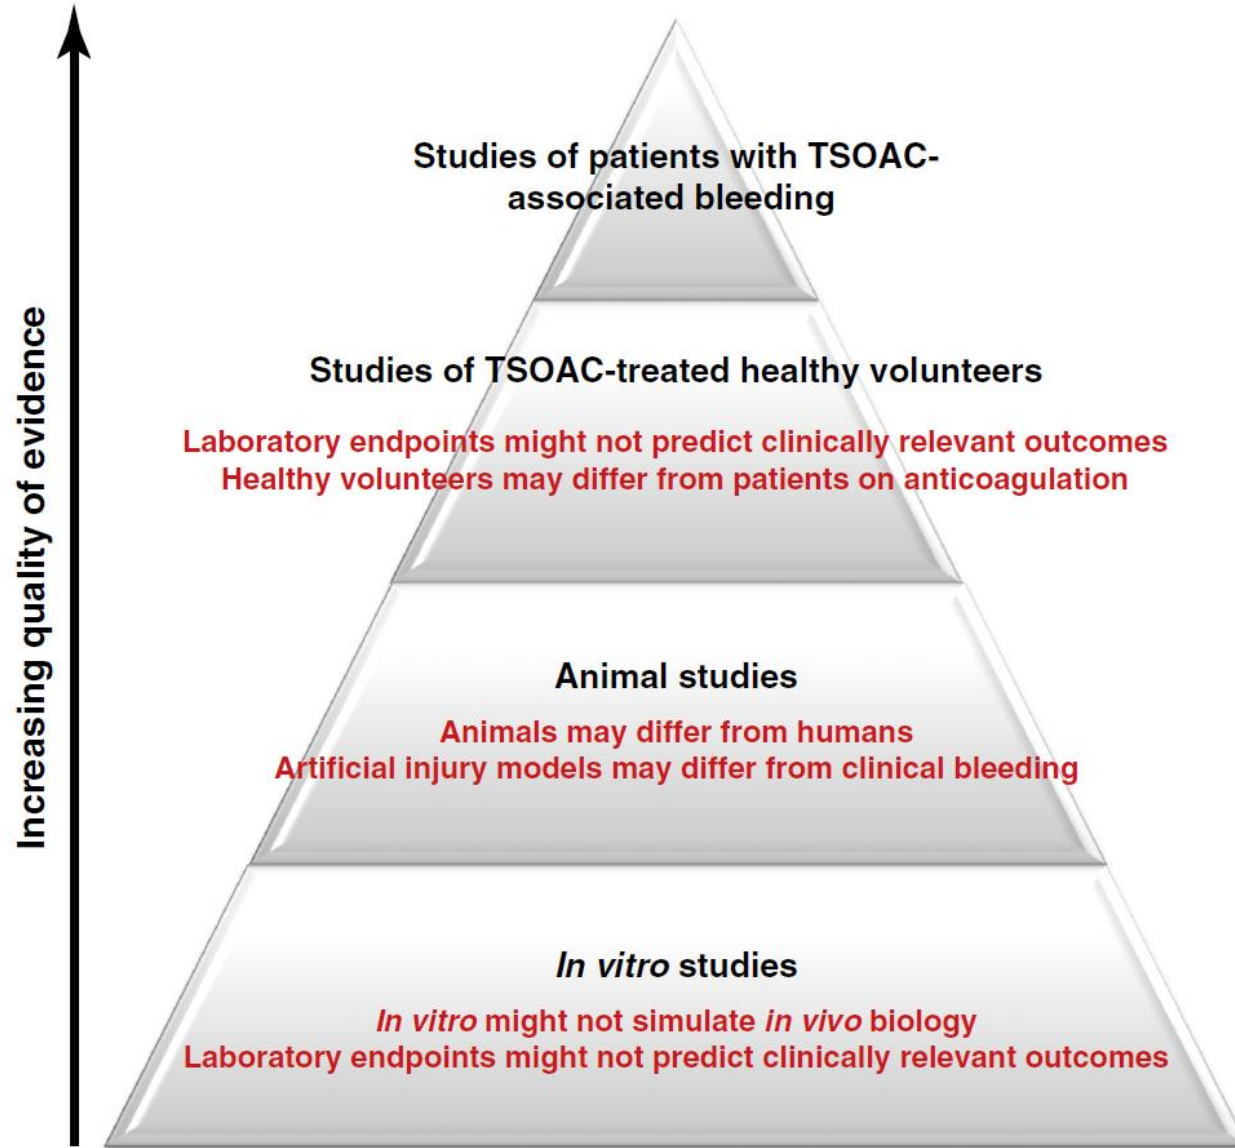 Increasing quality of evidence
Studies of patients with TSOAC-
associated bleeding
Studies of TSOAC-treated healthy volunteers
Laboratory endpoints might not predict clinically relevant outcomes
Healthy volunteers may differ from patients on anticoagulation
Animal studies
Animals may differ from humans
Artificial injury models may differ from clinical bleeding
In vitro studies
In vitro might not simulate in vivo biology
Laboratory endpoints might not predict clinically relevant outcomes